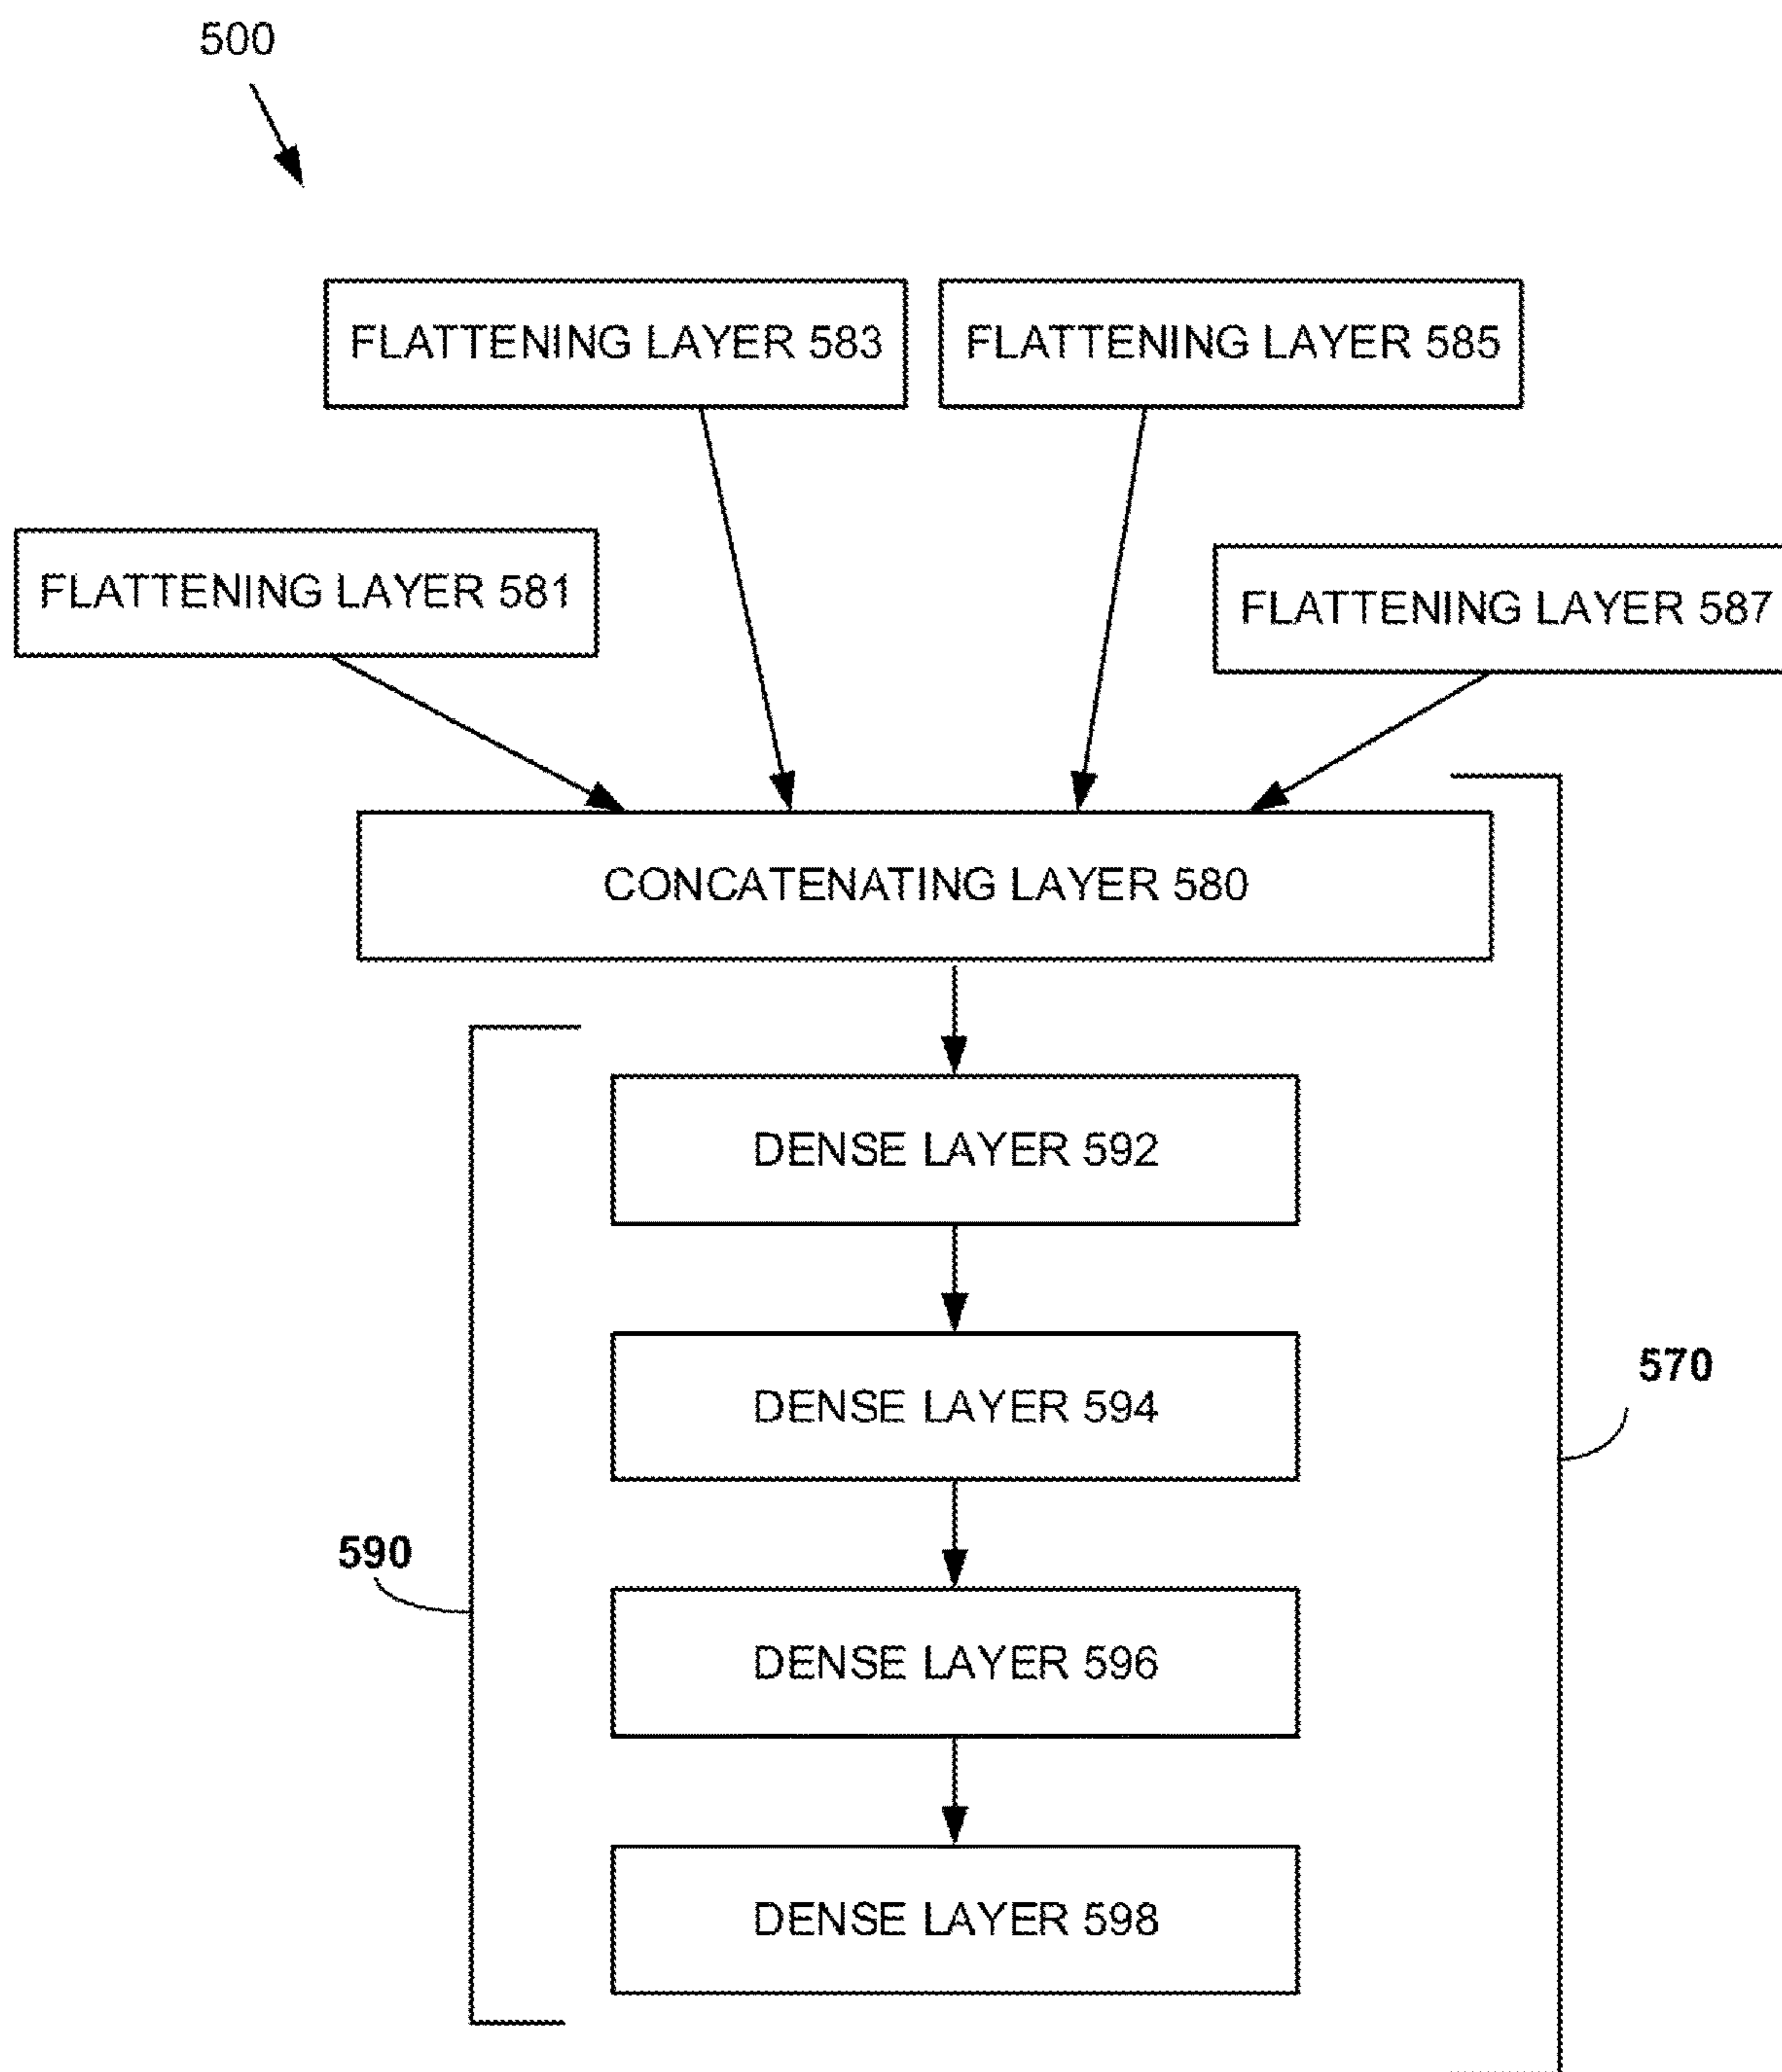 500
FLATTENING LAYER 583
FLATTENING LAYER 585
FLATTENING LAYER 581
FLATTENING LAYER 587
CONCATENATING LAYER 580
DENSE LAYER 592
DENSE LAYER 594
570
590
DENSE LAYER 596
DENSE LAYER 598